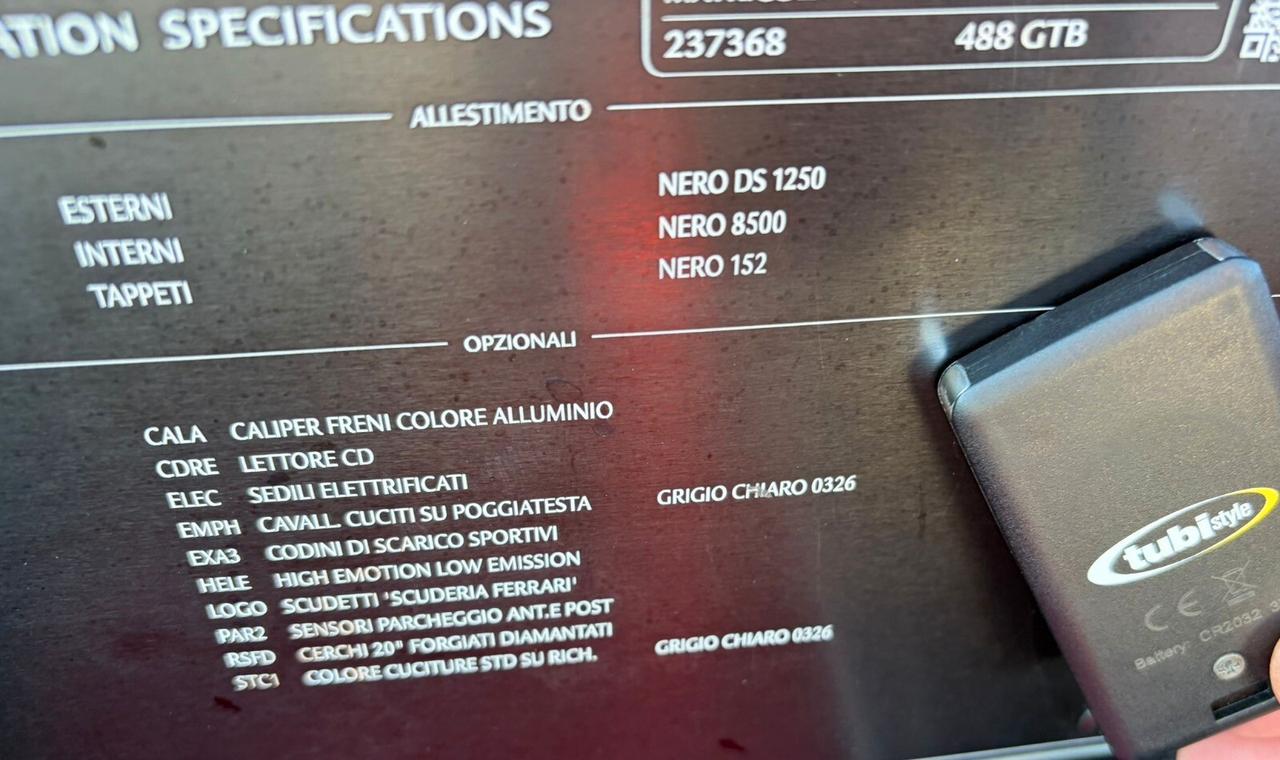 ATION SPECIFICATIONS
237368 488 GTB
ALLESTIMENTO
ESTERNI NERO DS 1250
INTERNI NERO 8500
TAPPETI NERO 152
OPZIONALI
CALA CALIPER FRENI COLORE ALLUMINIO
CDRE LETTORE CD
ELEC SEDILI ELETTRIFICATI
EMPH CAVALL. CUCITI SU POGGIATESTA GRIGIO CHIARO 0326
EXA3 CODINI DI SCARICO SPORTIVI
HELE HIGH EMOTION LOW EMISSION
LOGO SCUDETTI 'SCUDERIA FERRARI'
PAR2 SENSORI PARCHEGGIO ANT.E POST
RSFD CERCHI 20" FORGIATI DIAMANTATI
STC1 COLORE CUCITURE STD SU RICH. GRIGIO CHIARO 0326
tubi style
CE
Battery: CR2032